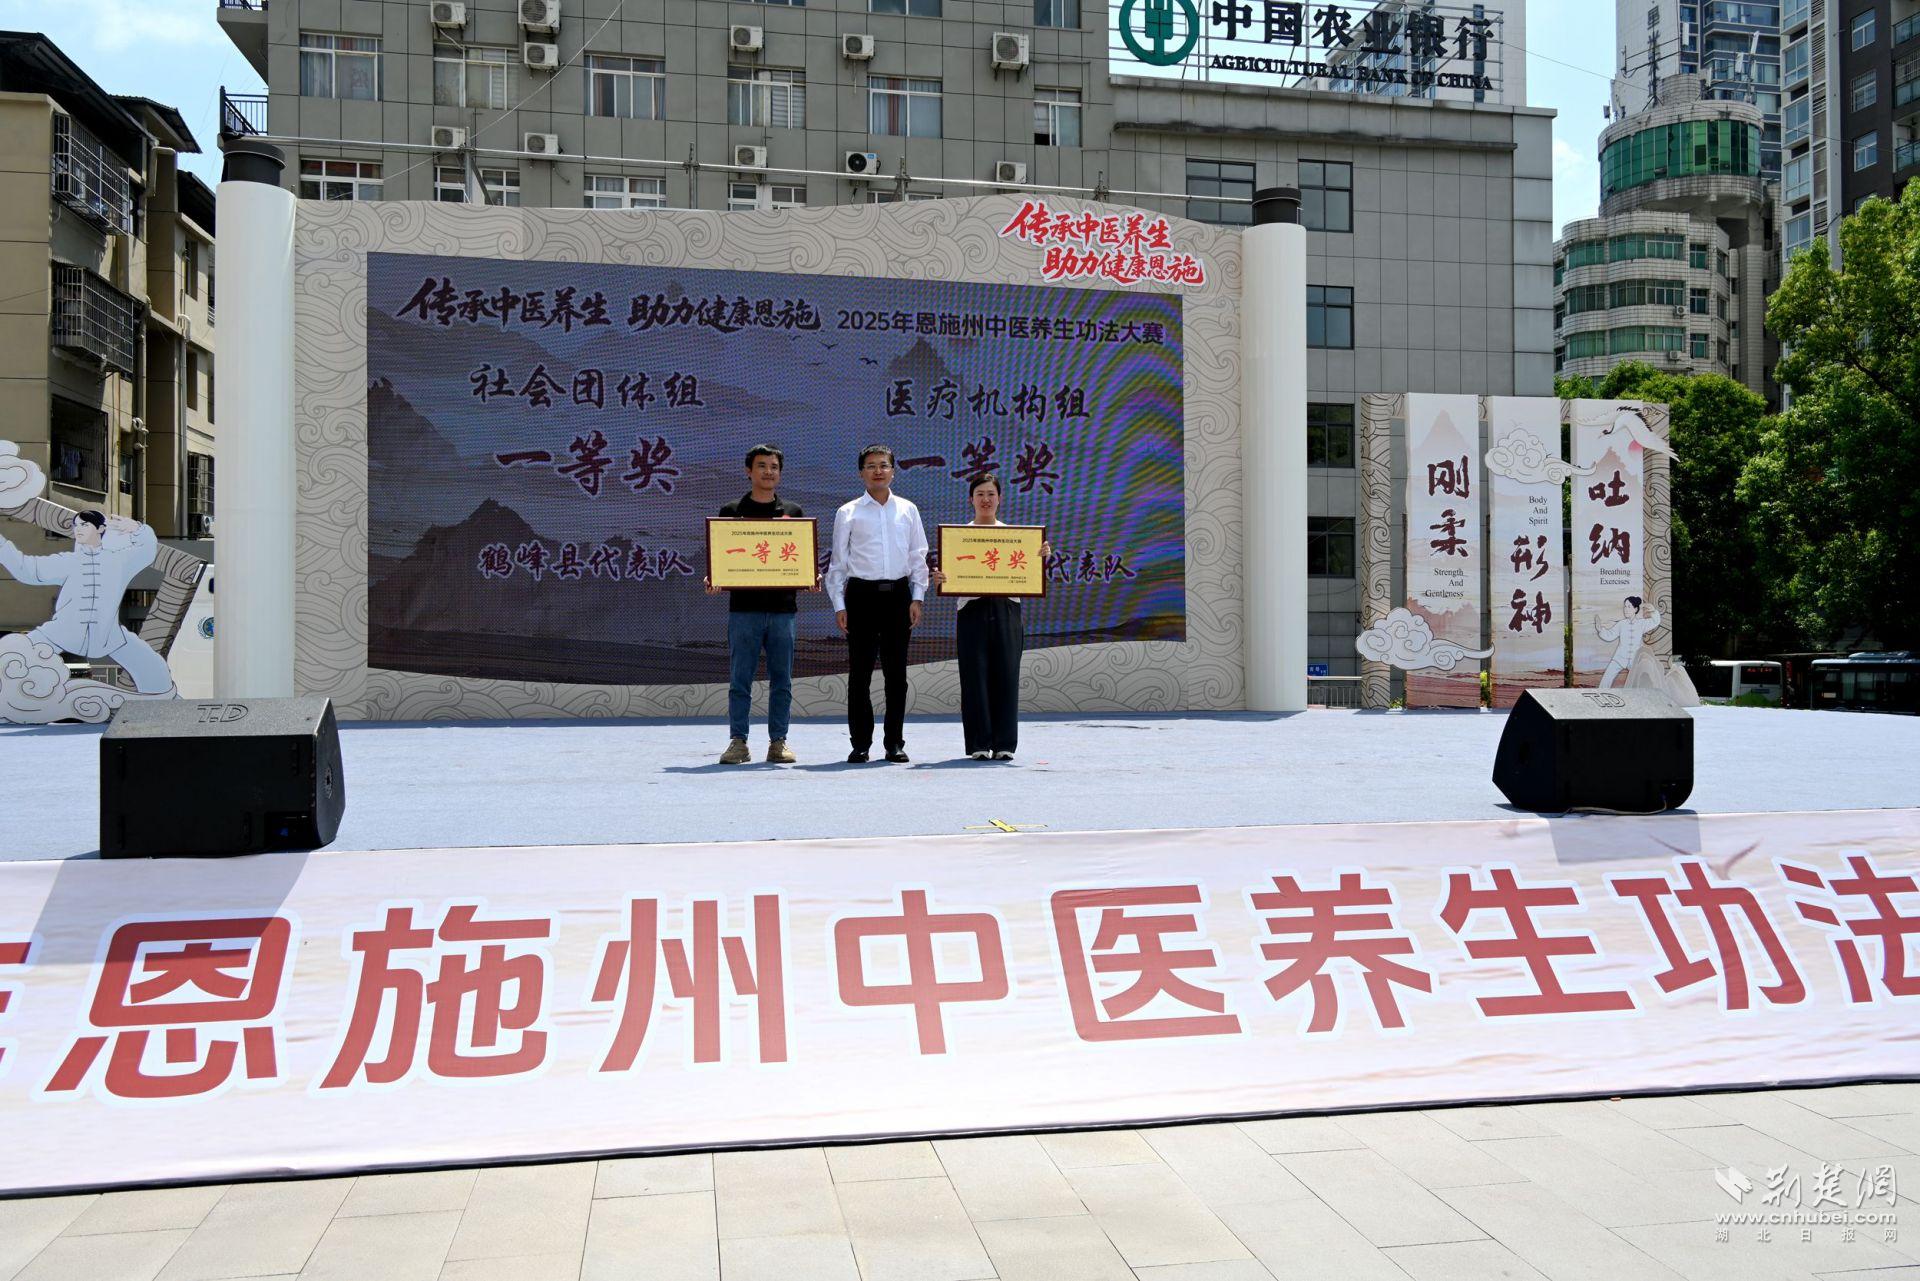 中国农业银行
AGRICULTURAL BANK OF CHINA
传承中医养生
助力健康恩施
传承中医养生 助力健康恩施 2025年恩施州中医养生功法大赛
社会团体组 医疗机构组
一等奖 一等奖
鹤峰县代表队 代表队
2025年恩施州中医养生功法大赛
一等奖
2025年恩施州中医养生功法大赛
一等奖
刚柔
Strength
And
Gentleness
Body
And
Spirit
形神
吐纳
Breathing
Exercises
T.D
T.D
恩施州中医养生功法
荆楚网
www.cnhubei.com
湖北日报网